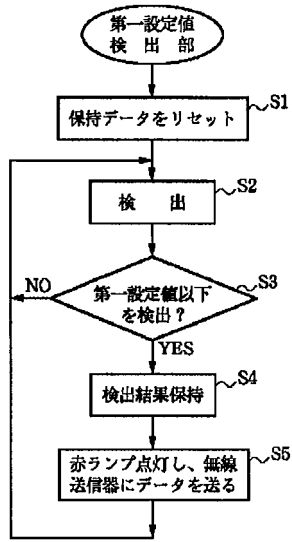 第一設定値
検出部
S1
保持データをリセット
S2
検出
S3
第一設定値以下
を検出？
NO
YES
S4
検出結果保持
S5
赤ランプ点灯し、無線
送信器にデータを送る